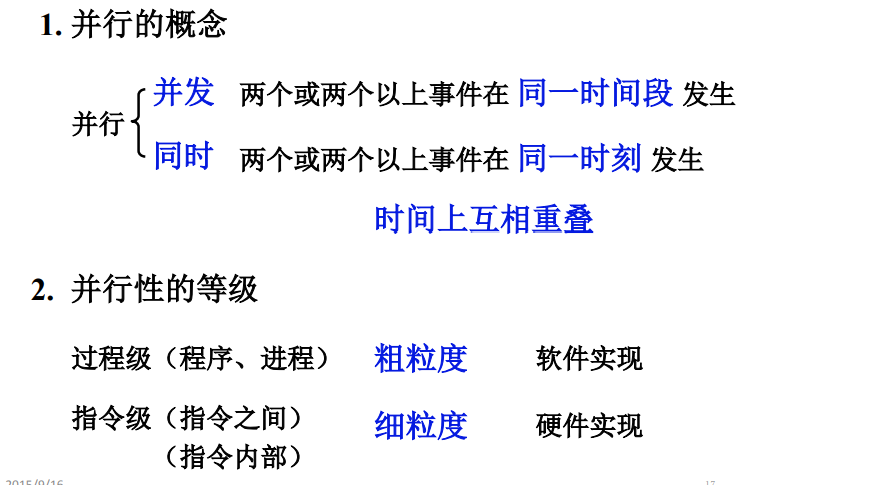 1. 并行的概念
并发 两个或两个以上事件在 同一时间段 发生
并行
同时 两个或两个以上事件在 同一时刻 发生
时间上互相重叠
2. 并行性的等级
过程级（程序、进程） 粗粒度 软件实现
指令级（指令之间） 细粒度 硬件实现
（指令内部）
2015/9/16
17